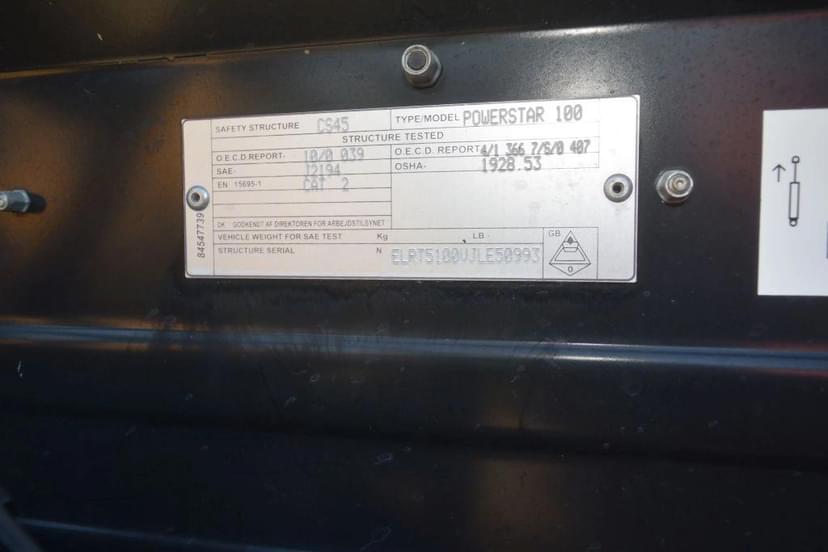 SAFETY STRUCTURE CS45 TYPE/MODEL POWERSTAR 100
STRUCTURE TESTED
O.E.C.D.REPORT- 10/0 039 O.E.C.D. REPORT- 4/1 366 7/S/0 407
SAE- J2194 OSHA- 1928.53
EN 15695-1 CAT 2
DK GODKENDT AF DIREKTOREN FOR ARBEJDSTILSYNET
VEHICLE WEIGHT FOR SAE TEST Kg LB -
STRUCTURE SERIAL N ELRT5100VJLE50993
GB
0
84547739